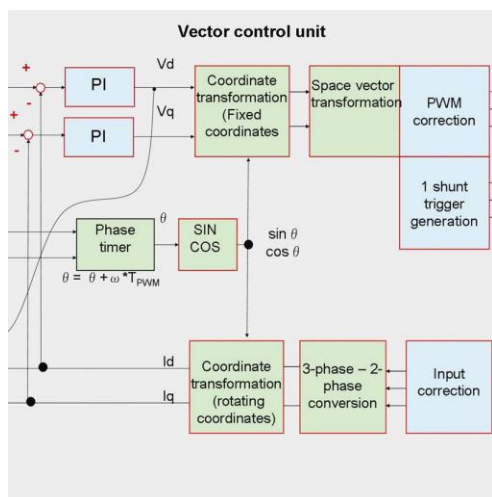 Vector control unit
+
-
PI
Vd
+
-
PI
Vq
Coordinate
transformation
(Fixed
coordinates
Space vector
transformation
PWM
correction
1 shunt
trigger
generation
Phase
timer
θ
SIN
COS
sin θ
cos θ
θ = θ + ω*TPWM
Id
Iq
Coordinate
transformation
(rotating
coordinates)
3-phase – 2-
phase
conversion
Input
correction